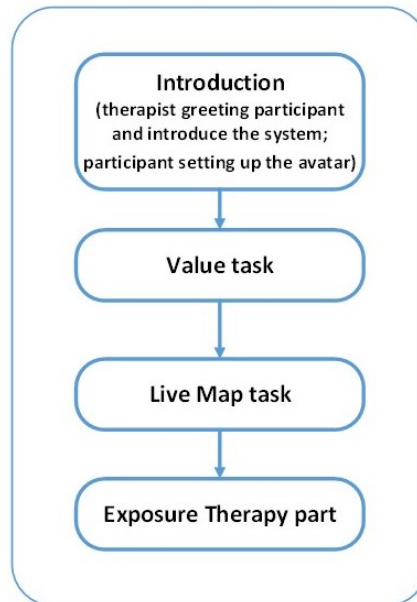 Introduction
(therapist greeting participant
and introduce the system;
participant setting up the avatar)
Value task
Live Map task
Exposure Therapy part